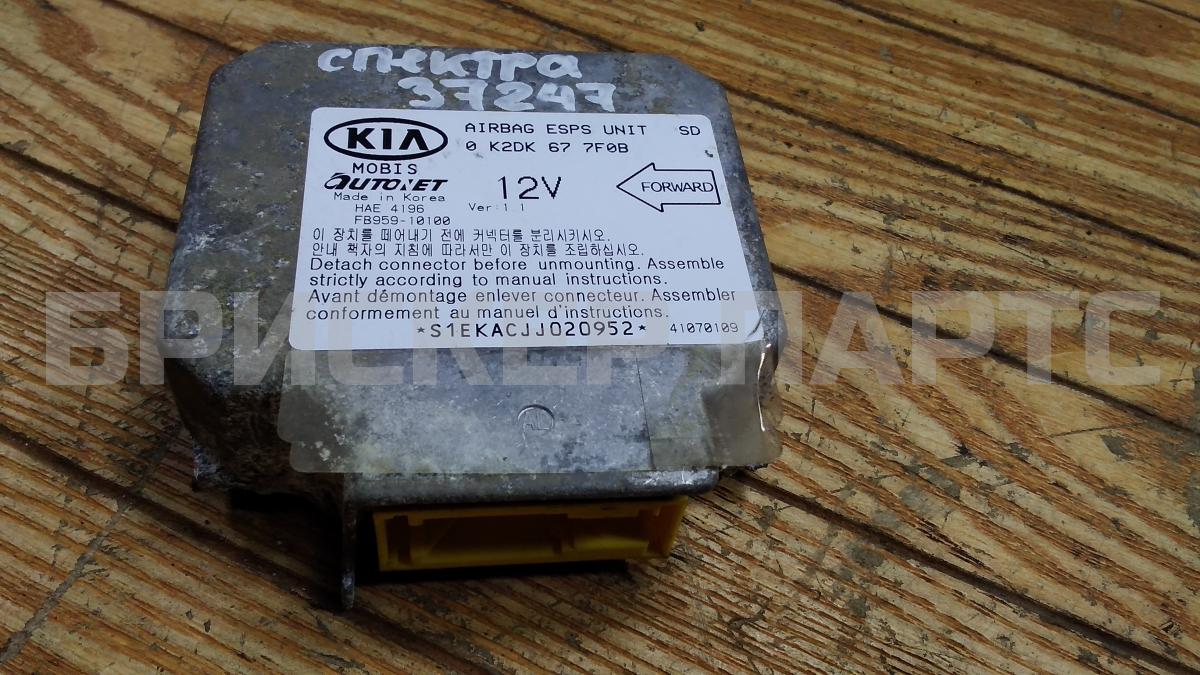 спектра
37247
KIA AIRBAG ESPS UNIT SD
0 K2DK 67 7F0B
MOBIS
AUTONET 12V FORWARD
Made in Korea
HAE 4196 Ver:1.1
FB959-10100
이 장치를 떼어내기 전에 커넥터를 분리시키시오.
안내 책자의 지침에 따라서만 이 장치를 조립하십시오.
Detach connector before unmounting. Assemble
strictly according to manual instructions.
Avant démontage enlever connecteur. Assembler
conformement au manuel d'instructions.
*S1EKACJJ020952* 41070109
БРИСКЕР ПАРТС
AD